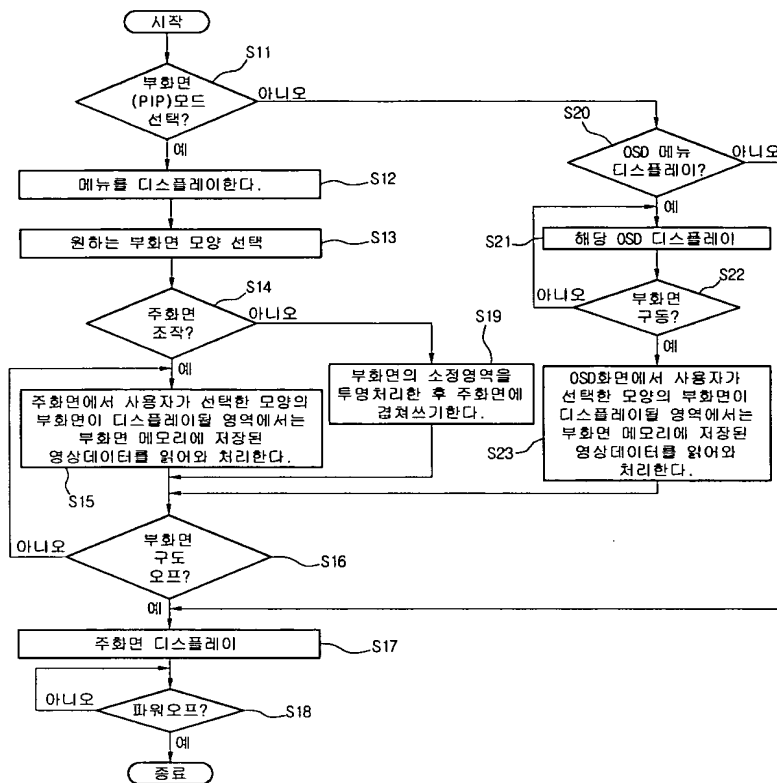 시작
S11
부화면
(PIP)모드
선택?
아니오
예
S20
OSD 메뉴
디스플레이?
아니오
예
메뉴를 디스플레이한다.
S12
원하는 부화면 모양 선택
S13
S21
해당 OSD 디스플레이
S14
주화면
조작?
아니오
예
S22
부화면
구동?
아니오
예
S19
부화면의 소정영역을
투명처리한 후 주화면에
겹쳐쓰기한다.
주화면에서 사용자가 선택한 모양의
부화면이 디스플레이될 영역에서는
부화면 메모리에 저장된
영상데이터를 읽어와 처리한다.
S15
OSD화면에서 사용자가
선택한 모양의 부화면이
디스플레이될 영역에서는
부화면 메모리에 저장된
영상데이터를 읽어와
처리한다.
S23
부화면
구도
오프?
아니오
S16
예
주화면 디스플레이
S17
파워오프?
아니오
S18
예
종료